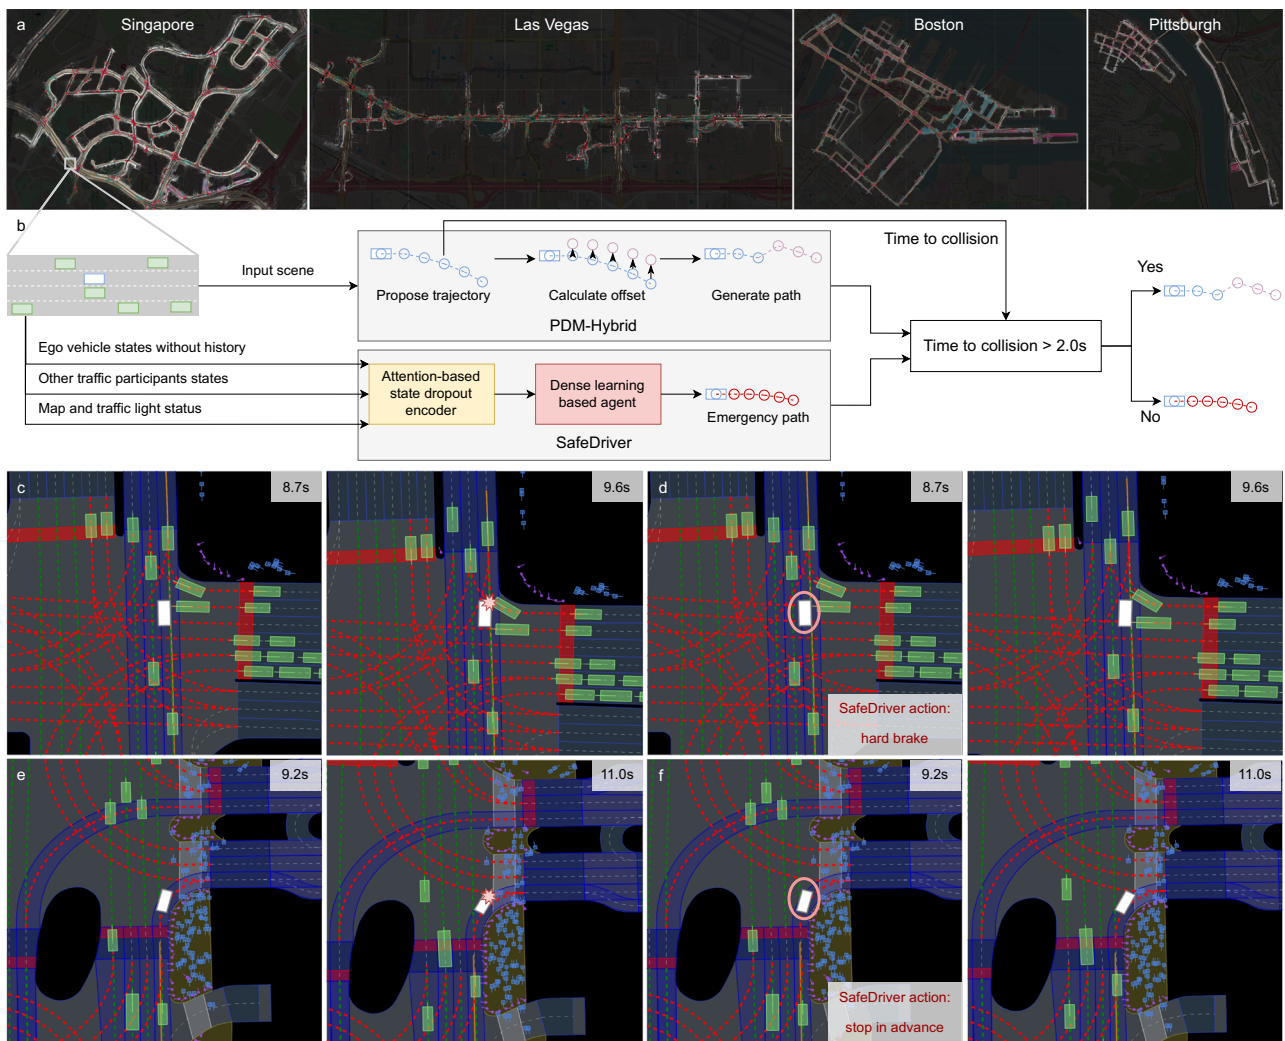 a
Singapore
Las Vegas
Boston
Pittsburgh
b
Input scene
Propose trajectory
Calculate offset
Generate path
PDM-Hybrid
Time to collision
Ego vehicle states without history
Other traffic participants states
Map and traffic light status
Attention-based
state dropout
encoder
Dense learning
based agent
Emergency path
SafeDriver
Time to collision > 2.0s
Yes
No
c
8.7s
9.6s
d
8.7s
SafeDriver action:
hard brake
9.6s
e
9.2s
11.0s
f
9.2s
SafeDriver action:
stop in advance
11.0s